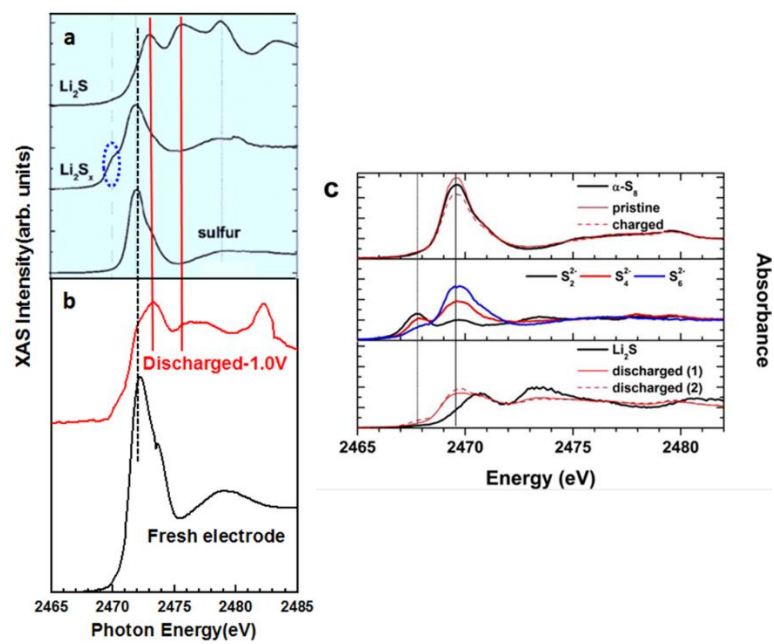 a
Li2S
Li2Sx
sulfur
XAS Intensity(arb. units)
b
Discharged-1.0V
Fresh electrode
2465 2470 2475 2480 2485
Photon Energy(eV)
c
α-S8
pristine
charged
S2^2- S4^2- S6^2-
Li2S
discharged (1)
discharged (2)
2465 2470 2475 2480
Energy (eV)
Absorbance